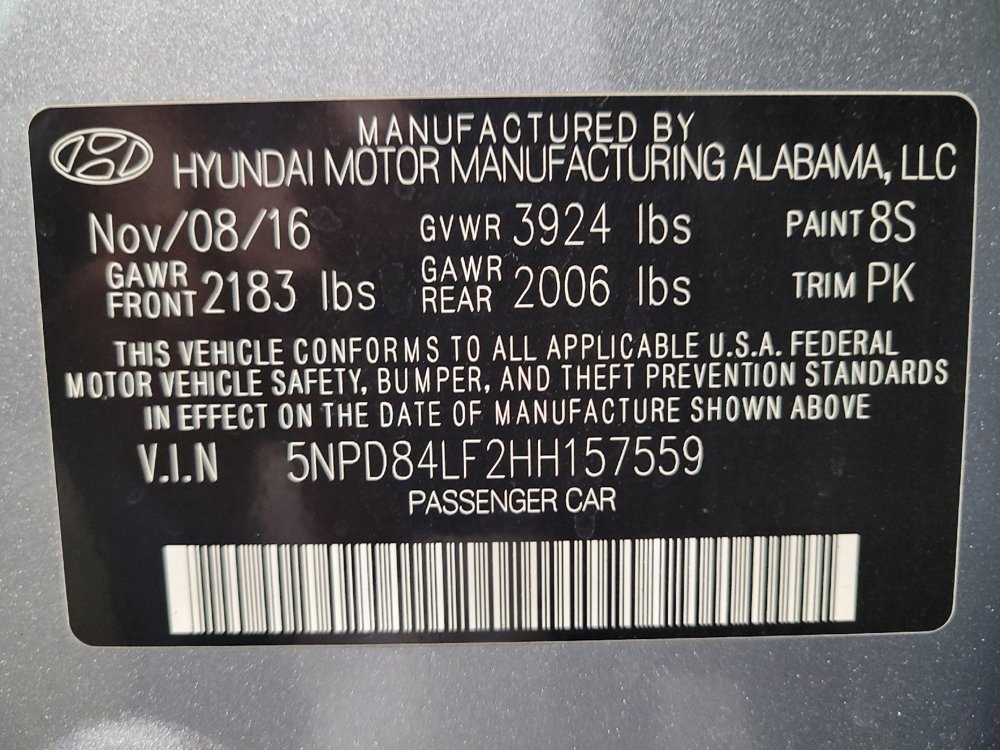 MANUFACTURED BY
HYUNDAI MOTOR MANUFACTURING ALABAMA, LLC
Nov/08/16 GVWR 3924 lbs PAINT 8S
GAWR FRONT 2183 lbs GAWR REAR 2006 lbs TRIM PK
THIS VEHICLE CONFORMS TO ALL APPLICABLE U.S.A. FEDERAL
MOTOR VEHICLE SAFETY, BUMPER, AND THEFT PREVENTION STANDARDS
IN EFFECT ON THE DATE OF MANUFACTURE SHOWN ABOVE
V.I.N 5NPD84LF2HH157559
PASSENGER CAR